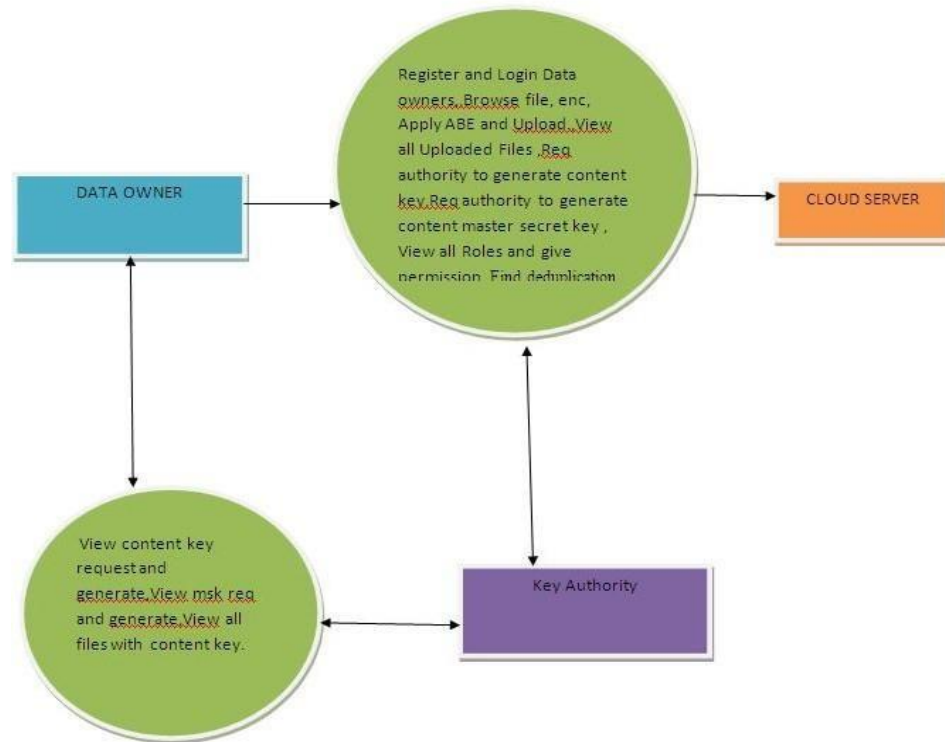 Register and Login Data
owners,.Browse file, enc,
Apply ABE and Upload,,View
all Uploaded Files ,Req
authority to generate content
key,Req authority to generate
content master secret key ,
View all Roles and give
permission, Find deduplication
DATA OWNER
CLOUD SERVER
View content key
request and
generate,View msk req
and generate,View all
files with content key.
Key Authority